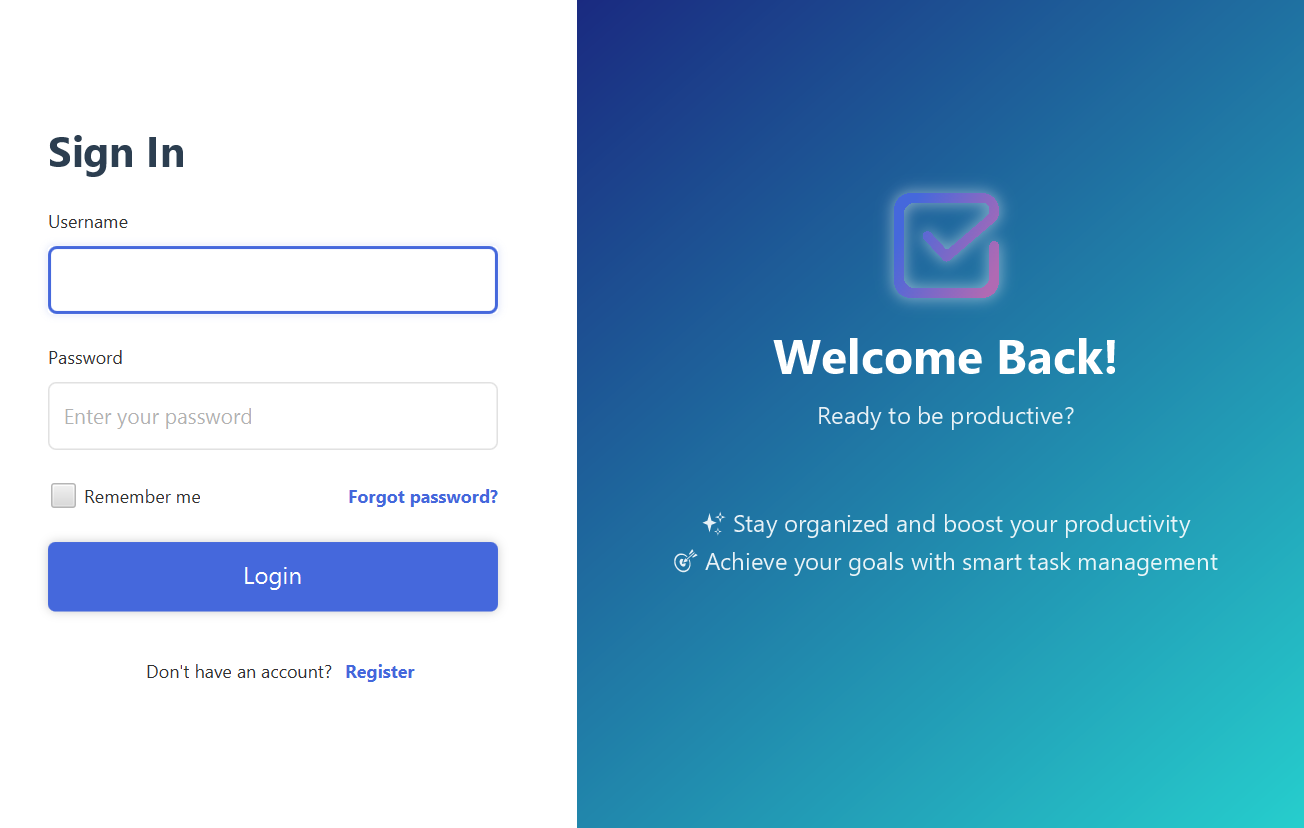 Sign In
Username
Password
Enter your password
Remember me
Forgot password?
Login
Don't have an account? Register
Welcome Back!
Ready to be productive?
Stay organized and boost your productivity
Achieve your goals with smart task management